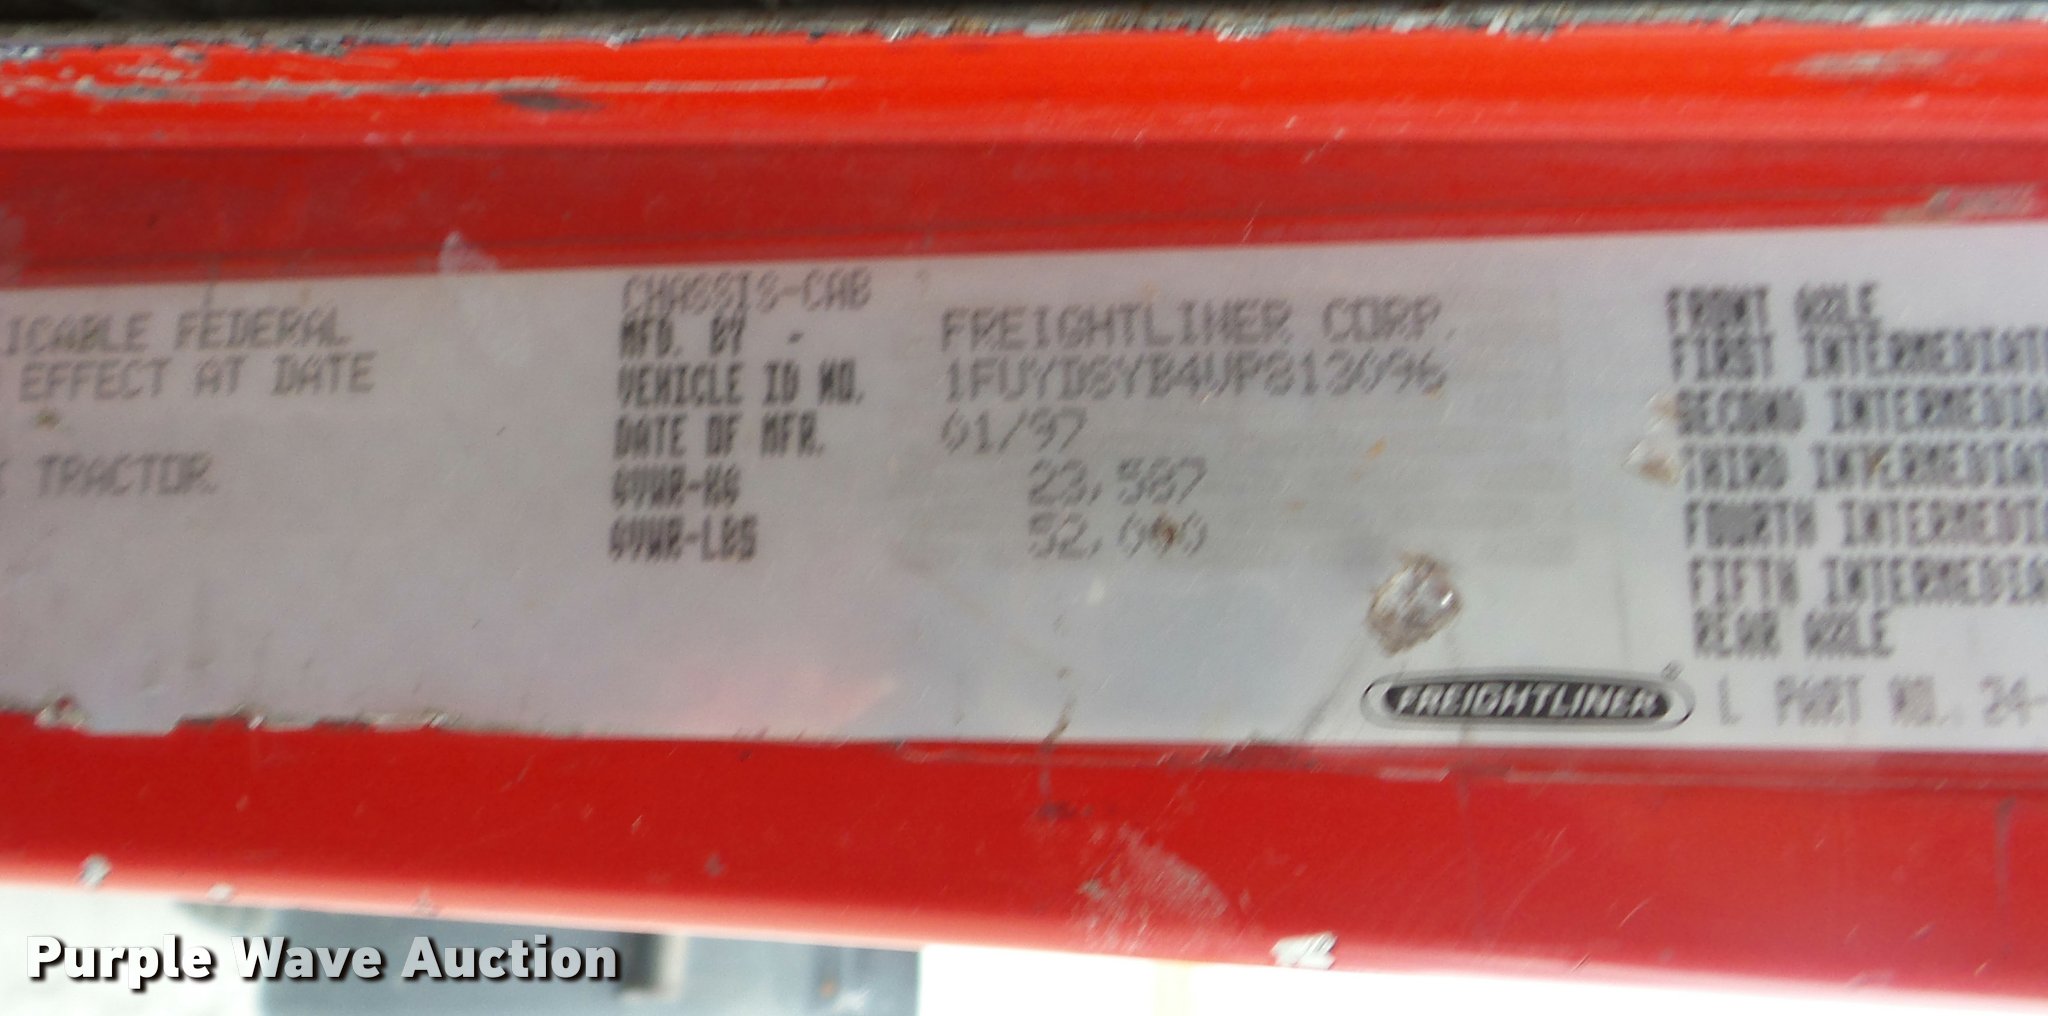 ICABLE FEDERAL
EFFECT AT DATE
TRACTOR
CHASSIS-CAB
MFD. BY - FREIGHTLINER CORP.
VEHICLE ID NO. 1FUYDSYB4VP813096
DATE OF MFR. 01/97
GVWR-KG 23,587
GVWR-LBS 52,000
FRONT AXLE
FIRST INTERMEDIAT
SECOND INTERMEDIA
THIRD INTERMEDIAT
FOURTH INTERMEDIA
FIFTH INTERMEDIA
REAR AXLE
FREIGHTLINER®
L PART NO. 24-
Purple Wave Auction